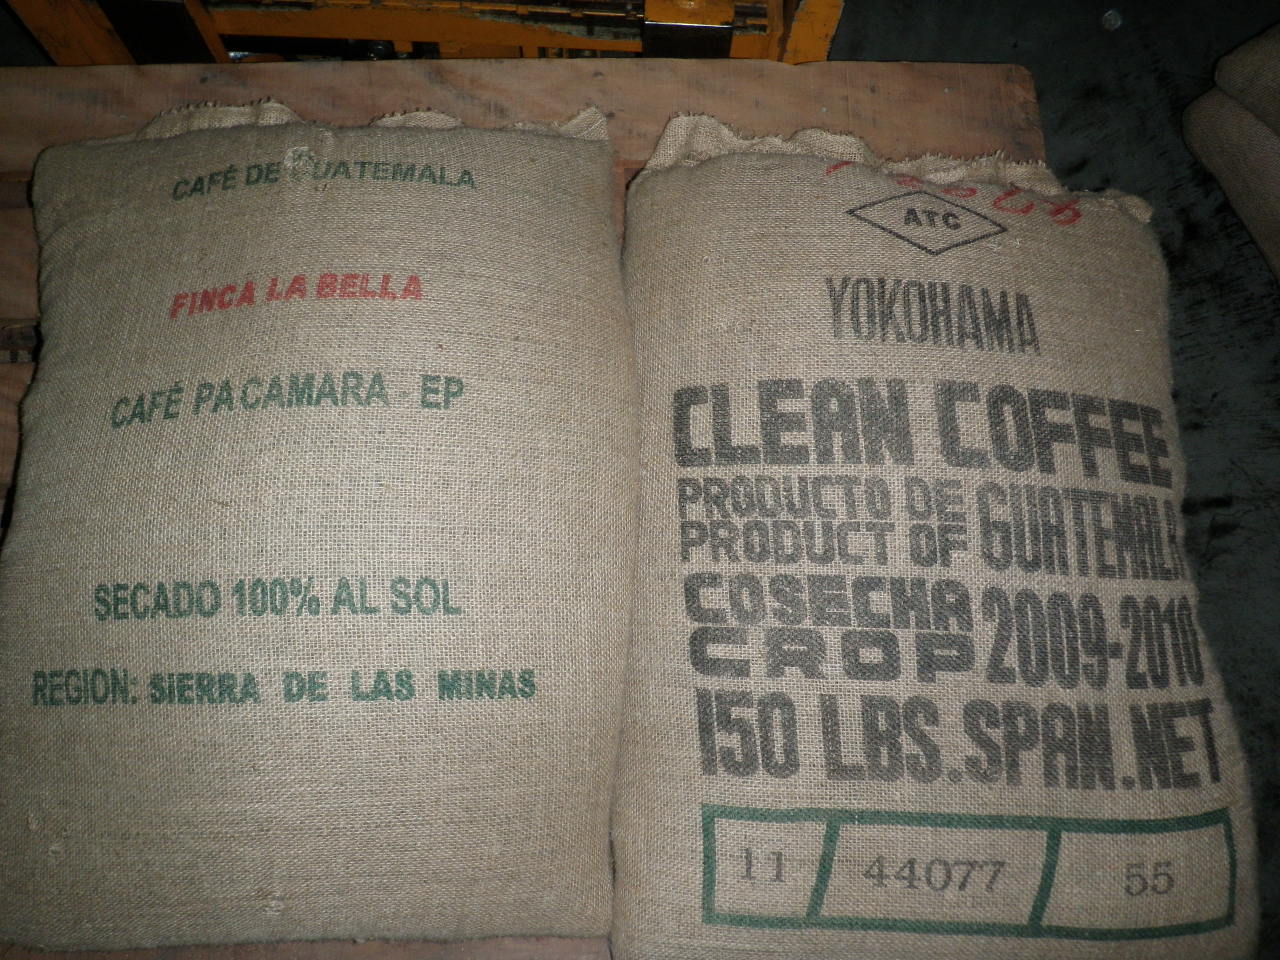 CAFÉ DE GUATEMALA
FINCA LA BELLA
CAFÉ PACAMARA - EP
SECADO 100% AL SOL
REGION: SIERRA DE LAS MINAS
ATC
YOKOHAMA
CLEAN COFFEE
PRODUCTO DE
PRODUCT OF GUATEMALA
COSECHA
CROP 2009-2010
150 LBS.SPAN.NET
11 44077 55